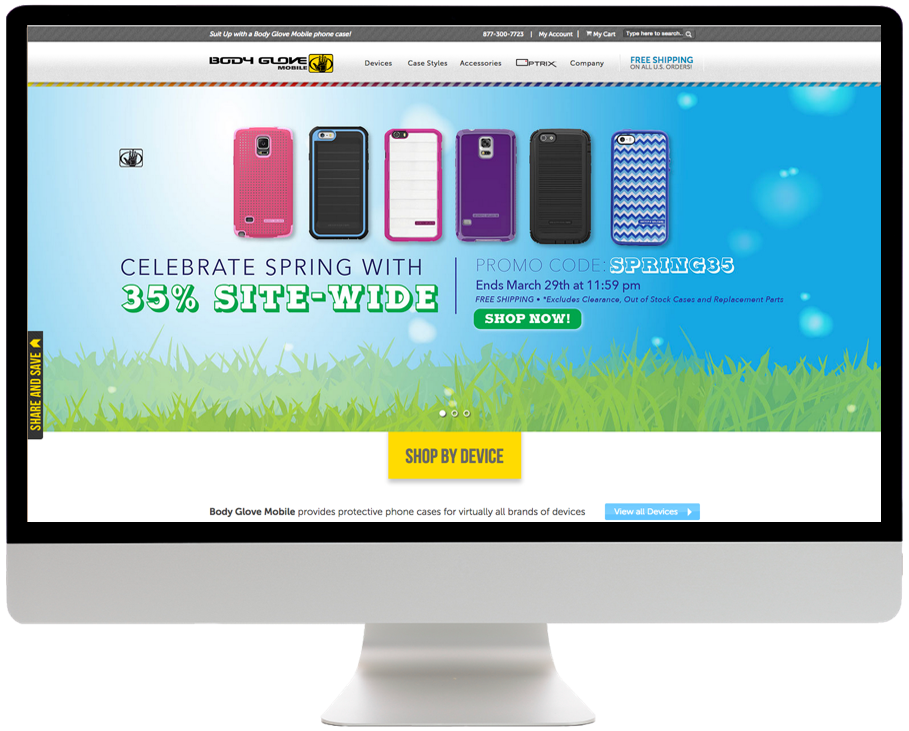 Suit Up with a Body Glove Mobile phone case!
877-300-7723 | My Account | My Cart Type here to search..
BODY GLOVE
MOBILE
Devices Case Styles Accessories OPTRIX Company
FREE SHIPPING
ON ALL U.S. ORDERS!
CELEBRATE SPRING WITH
35% SITE-WIDE
PROMO CODE: SPRING35
Ends March 29th at 11:59 pm
FREE SHIPPING • *Excludes Clearance, Out of Stock Cases and Replacement Parts
SHOP NOW!
SHARE AND SAVE
SHOP BY DEVICE
Body Glove Mobile provides protective phone cases for virtually all brands of devices
View all Devices